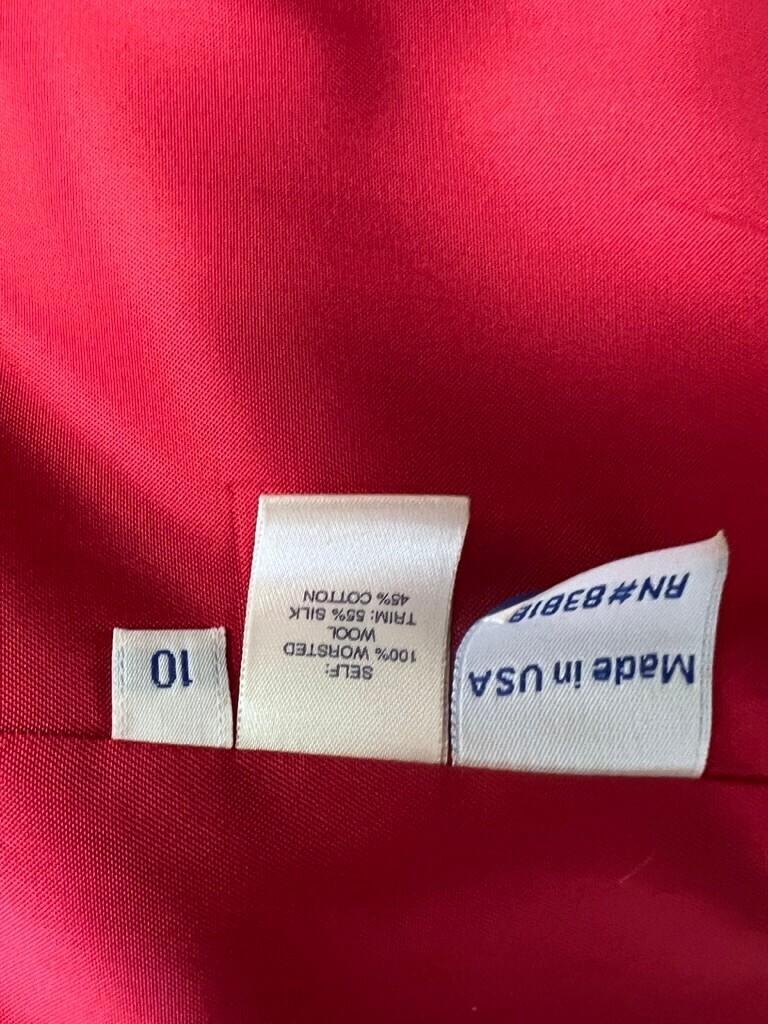 Made in USA
RN#83818
SELF:
100% WORSTED
WOOL
TRIM: 55% SILK
45% COTTON
10